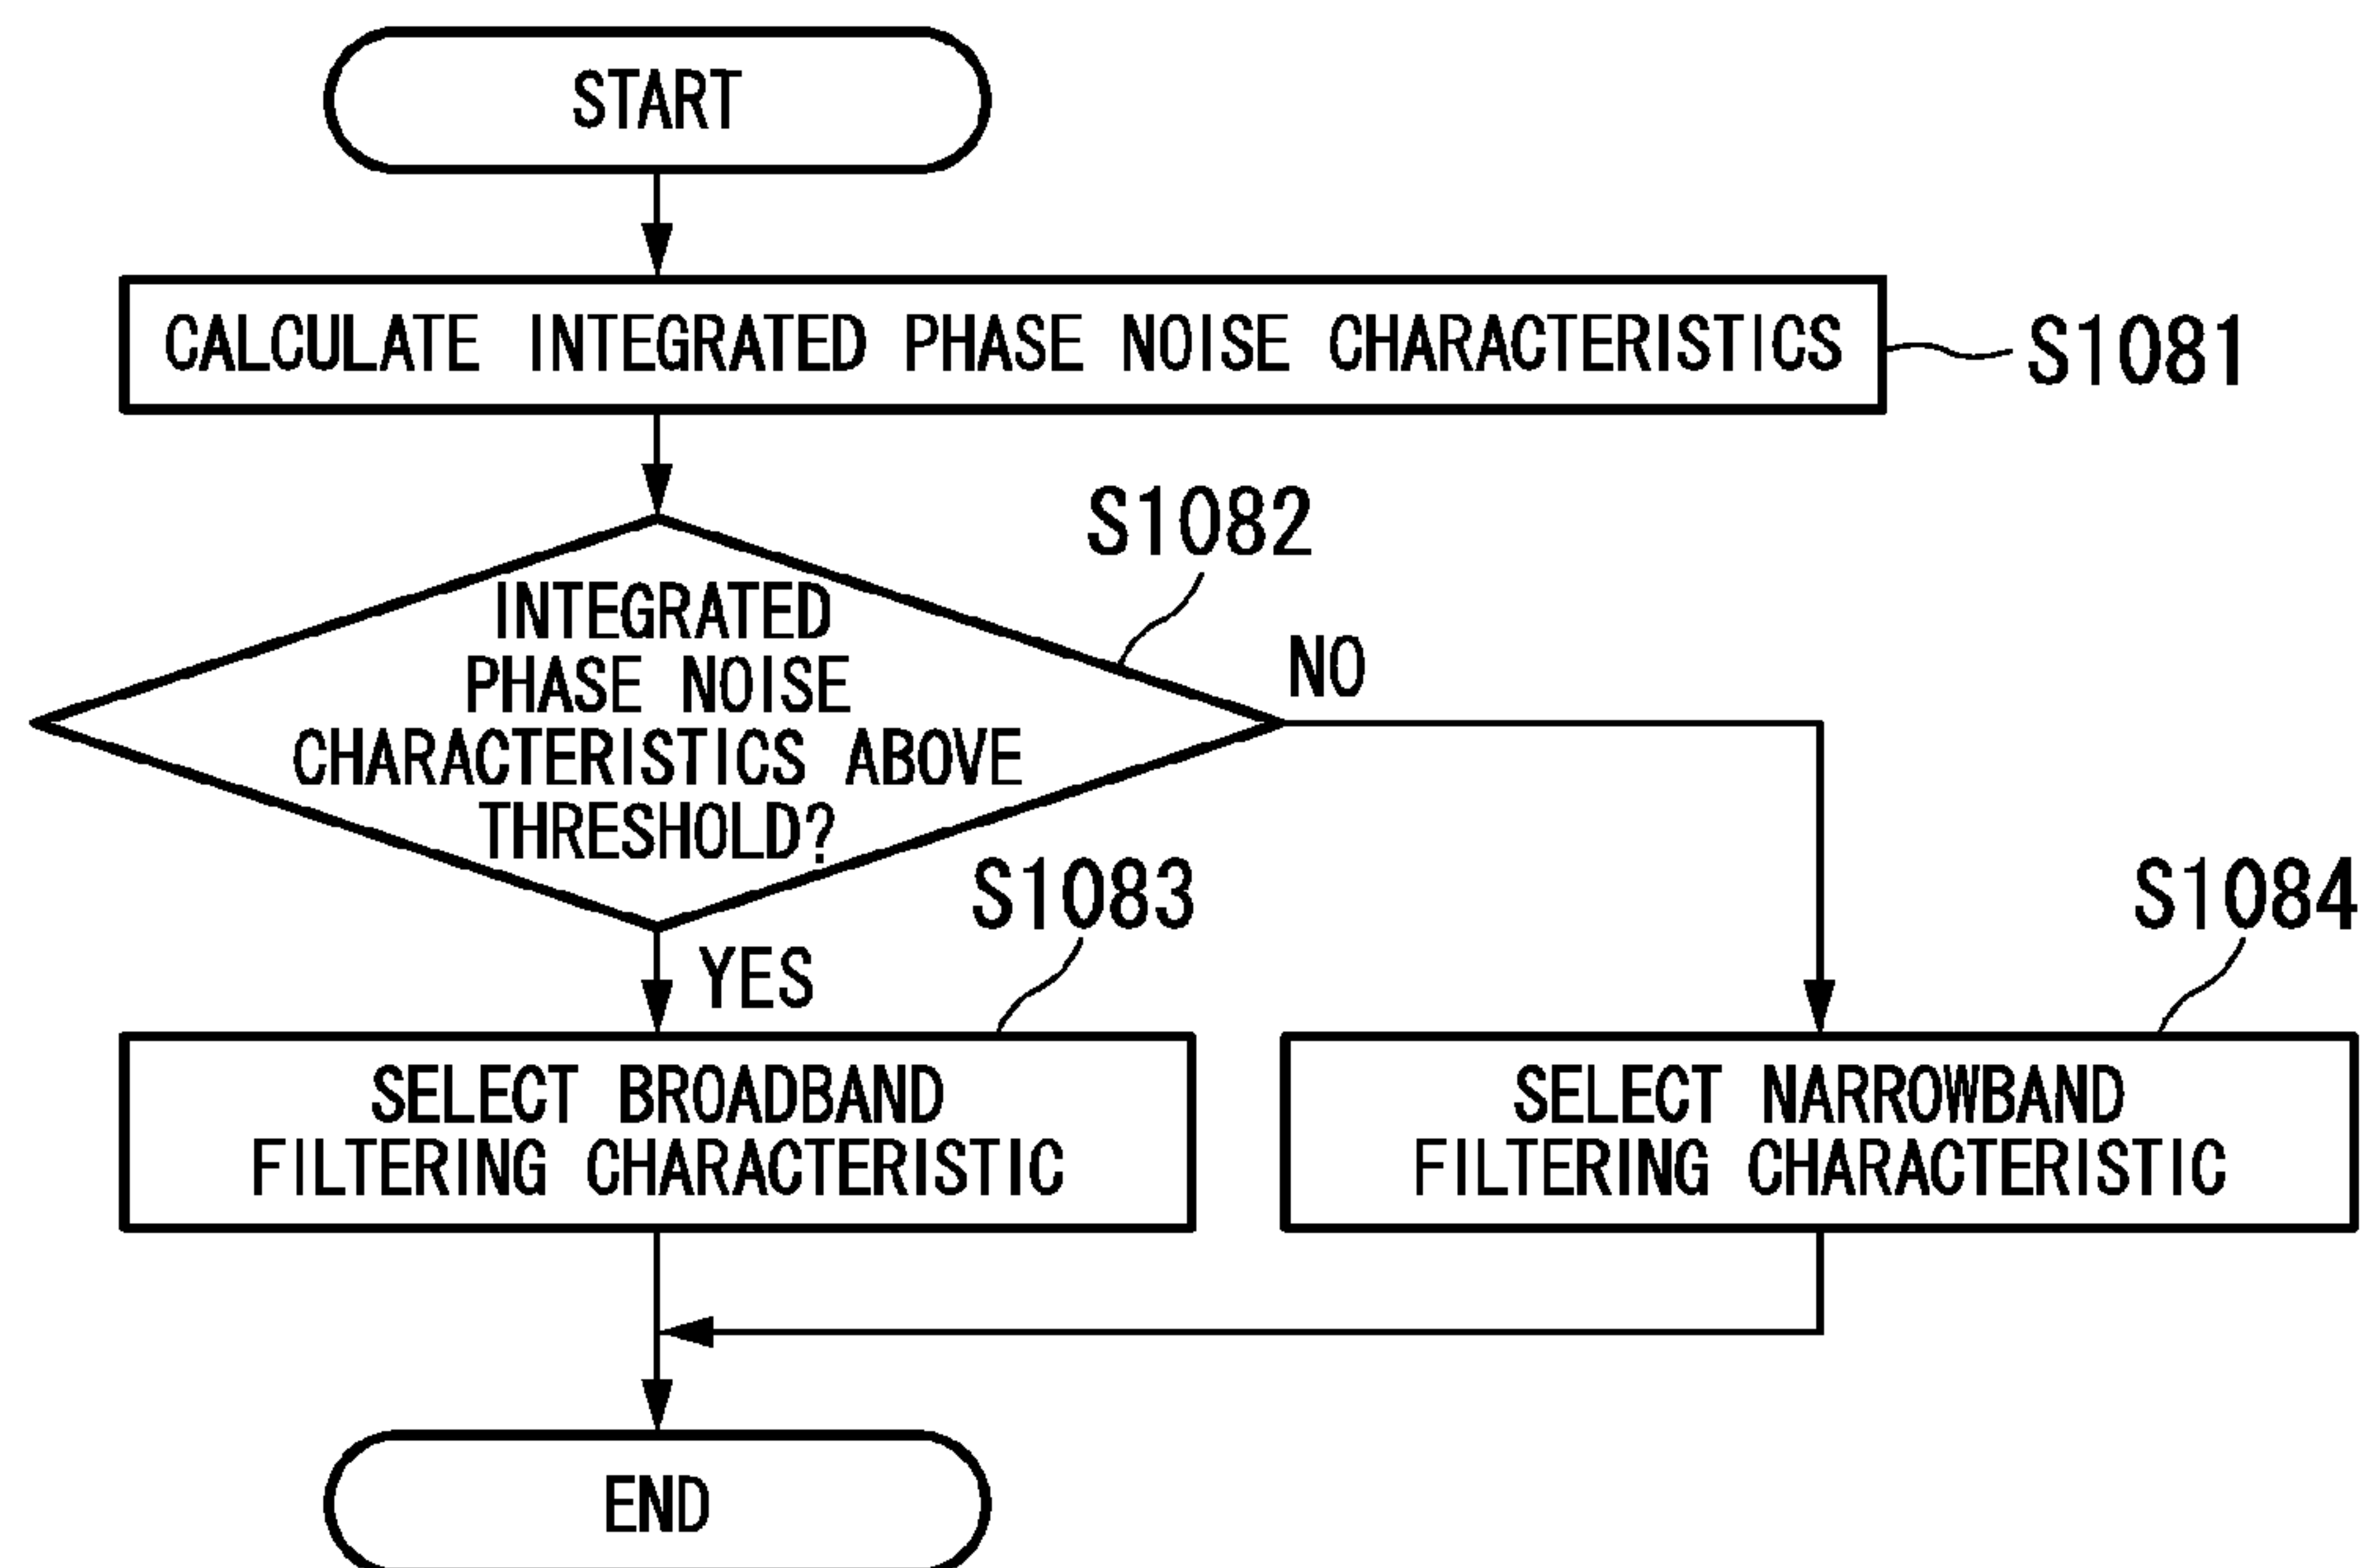 START
CALCULATE INTEGRATED PHASE NOISE CHARACTERISTICS
S1081
S1082
INTEGRATED
PHASE NOISE
CHARACTERISTICS ABOVE
THRESHOLD?
NO
YES
S1083
S1084
SELECT BROADBAND
FILTERING CHARACTERISTIC
SELECT NARROWBAND
FILTERING CHARACTERISTIC
END